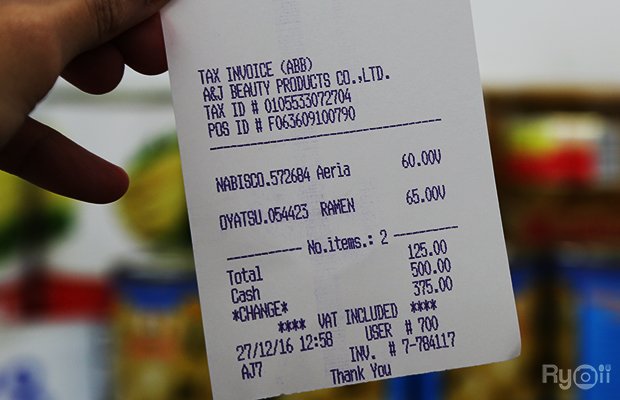 TAX INVOICE (ABB)
A&J BEAUTY PRODUCTS CO.,LTD.
TAX ID # 0105533072704
POS ID # F063609100790
NABISCO.572684 Aeria 60.00V
OYATSU.054423 RAMEN 65.00V
No.items.: 2
Total 125.00
Cash 500.00
*CHANGE* 375.00
**** VAT INCLUDED ****
27/12/16 12:58 USER # 700
AJ7 INV. # 7-784117
Thank You
Ryoii